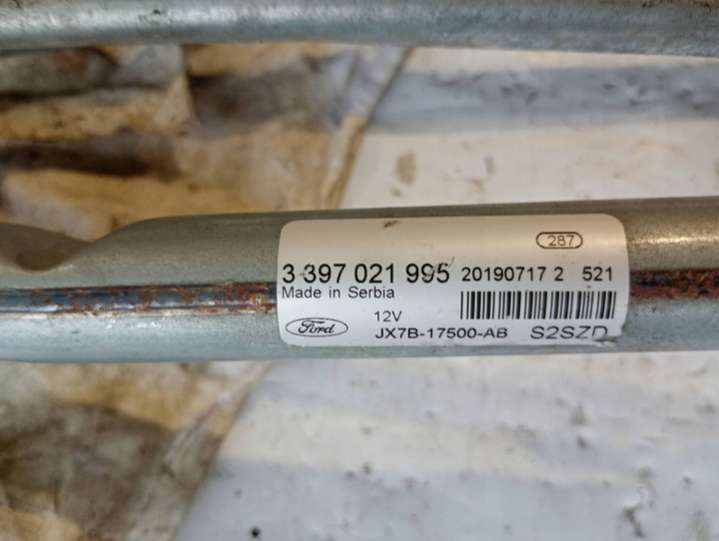 287
3 397 021 995 20190717 2 521
Made in Serbia
12V
Ford JX7B-17500-AB S2SZD